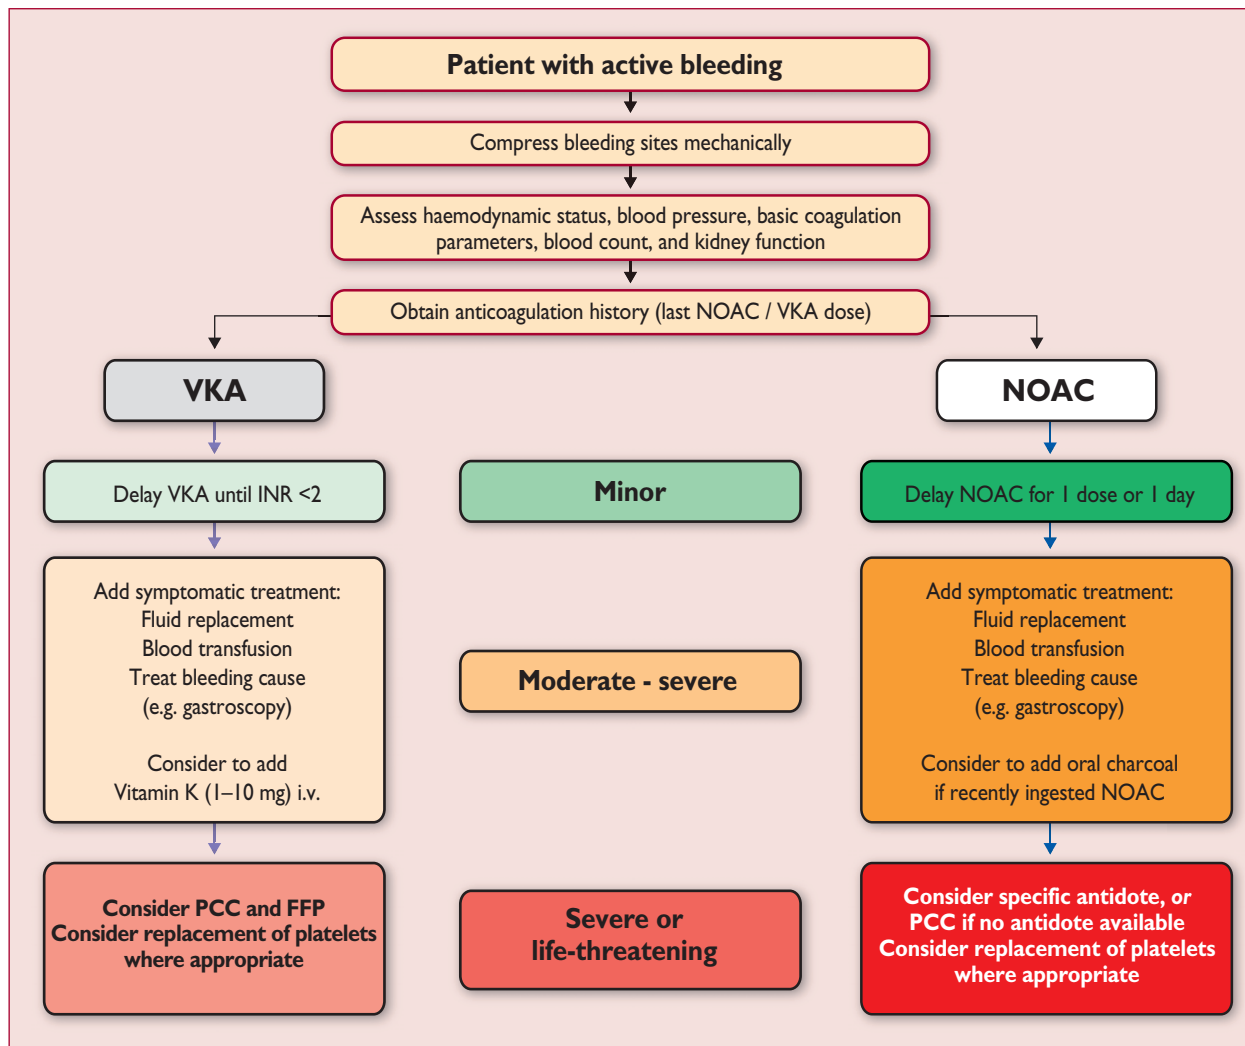 Patient with active bleeding
Compress bleeding sites mechanically
Assess haemodynamic status, blood pressure, basic coagulation
parameters, blood count, and kidney function
Obtain anticoagulation history (last NOAC / VKA dose)
VKA
NOAC
Delay VKA until INR <2
Minor
Delay NOAC for 1 dose or 1 day
Add symptomatic treatment:
Fluid replacement
Blood transfusion
Treat bleeding cause
(e.g. gastroscopy)
Consider to add
Vitamin K (1–10 mg) i.v.
Moderate - severe
Add symptomatic treatment:
Fluid replacement
Blood transfusion
Treat bleeding cause
(e.g. gastroscopy)
Consider to add oral charcoal
if recently ingested NOAC
Consider PCC and FFP
Consider replacement of platelets
where appropriate
Severe or
life-threatening
Consider specific antidote, or
PCC if no antidote available
Consider replacement of platelets
where appropriate